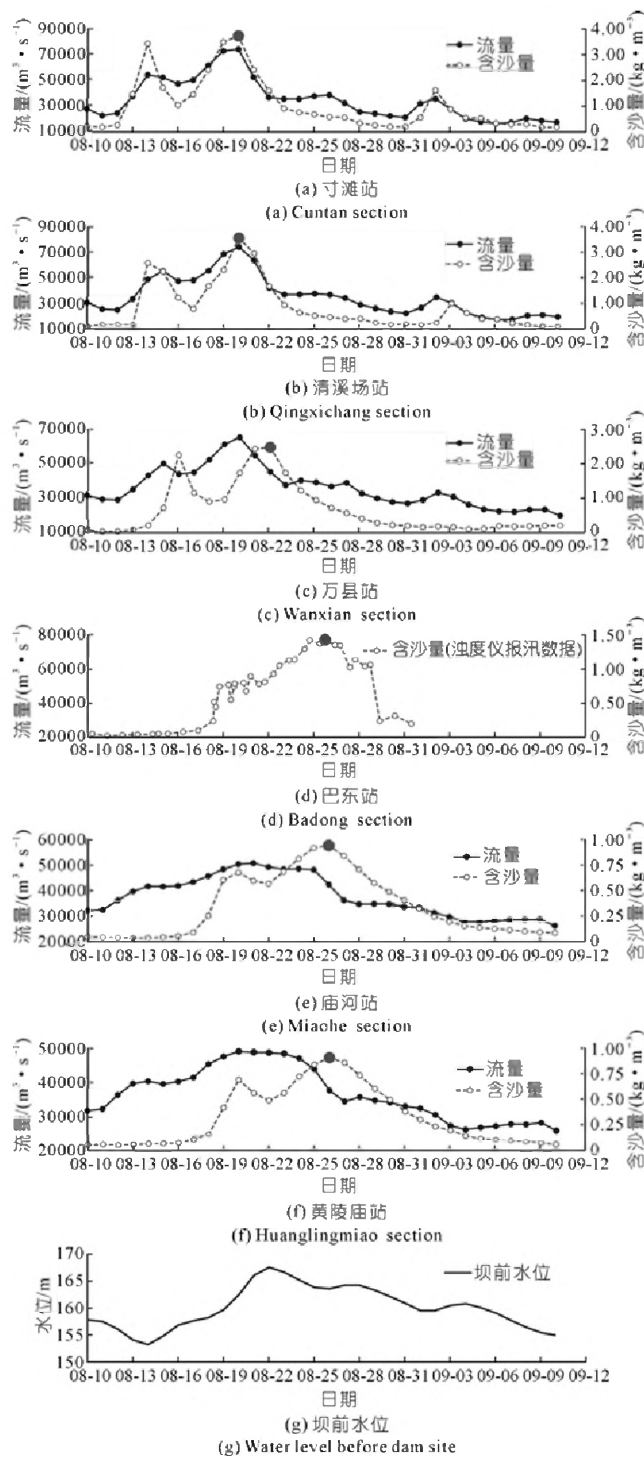 流量/(m³·s⁻¹)
90000
70000
50000
30000
10000
流量
含沙量
4.00
3.00
2.00
1.00
0
含沙量/(kg·m⁻³)
08-10 08-13 08-16 08-19 08-22 08-25 08-28 08-31 09-03 09-06 09-09 09-12
日期
(a) 寸滩站
(a) Cuntan section
流量/(m³·s⁻¹)
90000
70000
50000
30000
10000
流量
含沙量
4.00
3.00
2.00
1.00
0
含沙量/(kg·m⁻³)
08-10 08-13 08-16 08-19 08-22 08-25 08-28 08-31 09-03 09-06 09-09 09-12
日期
(b) 清溪场站
(b) Qingxichang section
流量/(m³·s⁻¹)
70000
50000
30000
10000
流量
含沙量
3.00
2.00
1.00
0
含沙量/(kg·m⁻³)
08-10 08-13 08-16 08-19 08-22 08-25 08-28 08-31 09-03 09-06 09-09 09-12
日期
(c) 万县站
(c) Wanxian section
流量/(m³·s⁻¹)
80000
60000
40000
20000
含沙量(浊度仪报汛数据)
1.50
1.00
0.50
0
含沙量/(kg·m⁻³)
08-10 08-13 08-16 08-19 08-22 08-25 08-28 08-31 09-03 09-06 09-09 09-12
日期
(d) 巴东站
(d) Badong section
流量/(m³·s⁻¹)
60000
50000
40000
30000
20000
流量
含沙量
1.00
0.75
0.50
0.25
0
含沙量/(kg·m⁻³)
08-10 08-13 08-16 08-19 08-22 08-25 08-28 08-31 09-03 09-06 09-09 09-12
日期
(e) 庙河站
(e) Miaohe section
流量/(m³·s⁻¹)
50000
40000
30000
20000
流量
含沙量
1.00
0.75
0.50
0.25
0
含沙量/(kg·m⁻³)
08-10 08-13 08-16 08-19 08-22 08-25 08-28 08-31 09-03 09-06 09-09 09-12
日期
(f) 黄陵庙站
(f) Huanglingmiao section
水位/m
170
165
160
155
150
坝前水位
08-10 08-13 08-16 08-19 08-22 08-25 08-28 08-31 09-03 09-06 09-09 09-12
日期
(g) 坝前水位
(g) Water level before dam site